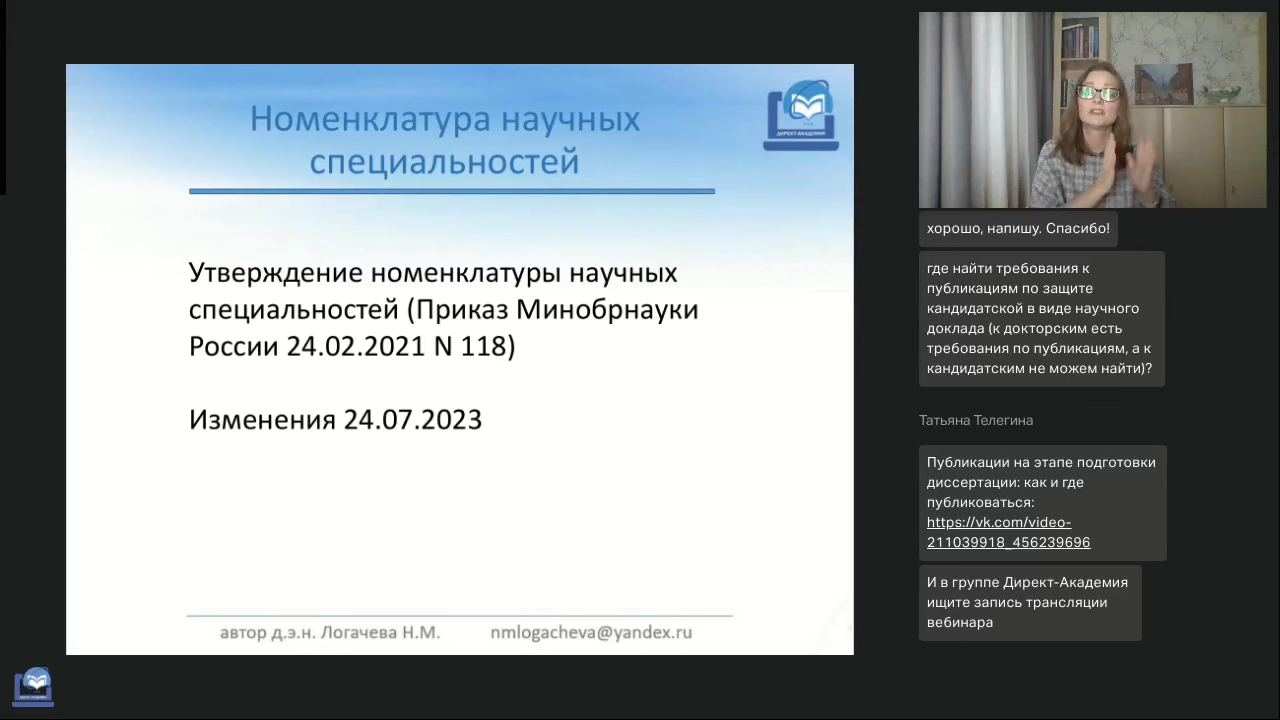 Номенклатура научных
специальностей
ДИРЕКТ-АКАДЕМИЯ
Утверждение номенклатуры научных
специальностей (Приказ Минобрнауки
России 24.02.2021 N 118)
Изменения 24.07.2023
автор д.э.н. Логачева Н.М. nmlogacheva@yandex.ru
хорошо, напишу. Спасибо!
где найти требования к
публикациям по защите
кандидатской в виде научного
доклада (к докторским есть
требования по публикациям, а к
кандидатским не можем найти)?
Татьяна Телегина
Публикации на этапе подготовки
диссертации: как и где
публиковаться:
https://vk.com/video-
211039918_456239696
И в группе Директ-Академия
ищите запись трансляции
вебинара